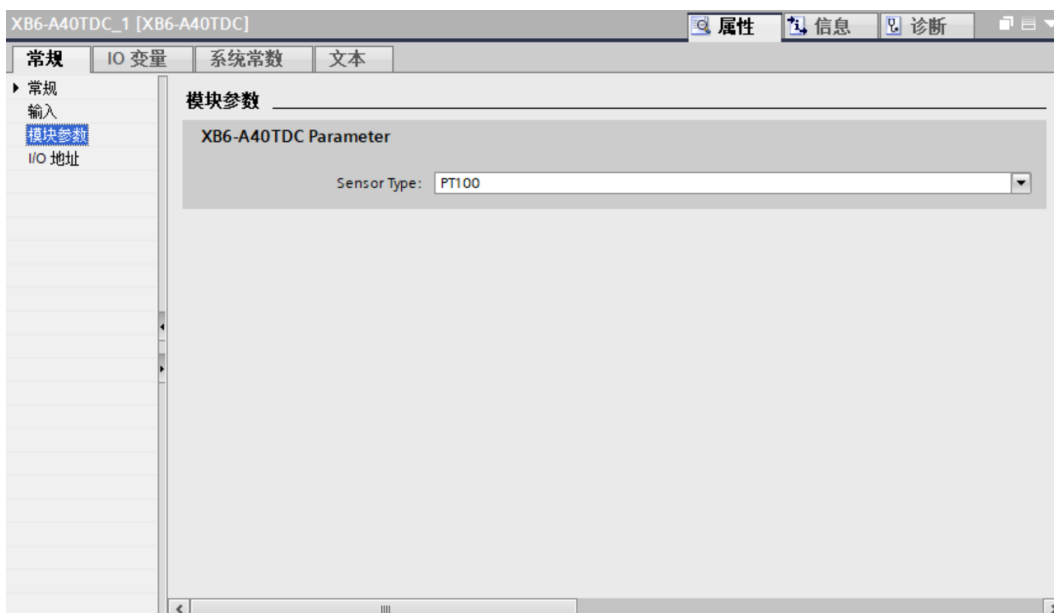 XB6-A40TDC_1 [XB6-A40TDC]
属性
信息
诊断
常规
IO 变量
系统常数
文本
常规
输入
模块参数
I/O 地址
模块参数
XB6-A40TDC Parameter
Sensor Type: PT100